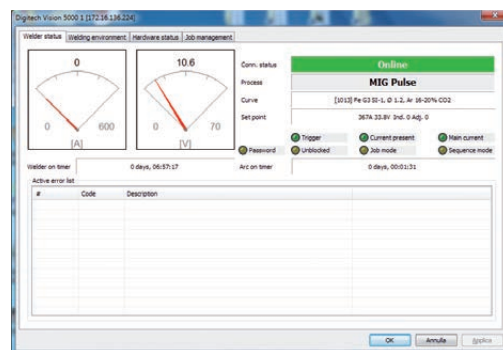 Digitech Vision 5000 1 [172.16.136.224]
Welder status Welding environment Hardware status Job management
0
0 600
[A]
10.6
0 70
[V]
Conn. status Online
Process MIG Pulse
Curve [1013] Fe G3 Si-1, Ø 1.2, Ar 16-20% CO2
Set point 367A 33.8V Ind. 0 Adj. 0
Trigger Current present Main current
Password Unblocked Job mode Sequence mode
Welder on timer 0 days, 06:57:17 Arc on timer 0 days, 00:01:31
Active error list
# Code Description
OK Annulla Applica